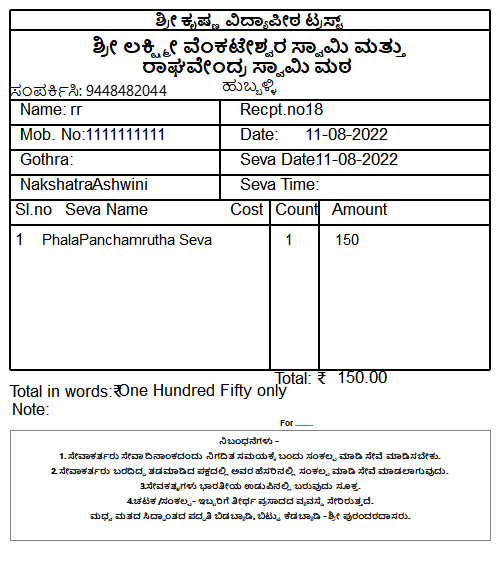 ಶ್ರೀ ಕೃಷ್ಣ ವಿದ್ಯಾಪೀಠ ಟ್ರಸ್ಟ್
ಶ್ರೀ ಲಕ್ಷ್ಮೀ ವೆಂಕಟೇಶ್ವರ ಸ್ವಾಮಿ ಮತ್ತು
ರಾಘವೇಂದ್ರ ಸ್ವಾಮಿ ಮಠ
ಸಂಪರ್ಕಿಸಿ: 9448482044 ಹುಬ್ಬಳ್ಳಿ
Name: rr Recpt.no18
Mob. No:1111111111 Date: 11-08-2022
Gothra: Seva Date11-08-2022
NakshatraAshwini Seva Time:
Sl.no Seva Name Cost Count Amount
1 PhalaPanchamrutha Seva 1 150
Total: ₹ 150.00
Total in words:₹One Hundred Fifty only
Note:
For ........
ನಿಬಂಧನೆಗಳು -
1. ಸೇವಾಕರ್ತರು ಸೇವಾ ದಿನಾಂಕದಂದು ನಿಗದಿತ ಸಮಯಕ್ಕೆ ಬಂದು ಸಂಕಲ್ಪ ಮಾಡಿ ಸೇವೆ ಮಾಡಿಸಬೇಕು.
2. ಸೇವಾಕರ್ತರು ಬರದಿದ್ದ ತಡಮಾಡಿದ ಪಕ್ಷದಲ್ಲಿ ಅವರ ಹೆಸರಿನಲ್ಲಿ ಸಂಕಲ್ಪ ಮಾಡಿ ಸೇವೆ ಮಾಡಲಾಗುವುದು.
3.ಸೇವಕರ್ತೃಗಳು ಭಾರತೀಯ ಉಡುಪಿನಲ್ಲಿ ಬರುವುದು ಸೂಕ್ತ.
4.ಚಟಕ /ಸಂಕಲ್ಪ - ಇಬ್ಬರಿಗೆ ತೀರ್ಥ ಪ್ರಸಾದದ ವ್ಯವಸ್ಥೆ ಸೇರಿರುತ್ತದೆ.
ಮಧ್ವ ಮತದ ಸಿದ್ಧಾಂತದ ಪದ್ಧತಿ ಬಿಡಬ್ಯಾಡಿ, ಬಿಟ್ಟು ಕೆಡಬ್ಯಾಡಿ - ಶ್ರೀ ಪುರಂದರದಾಸರು.